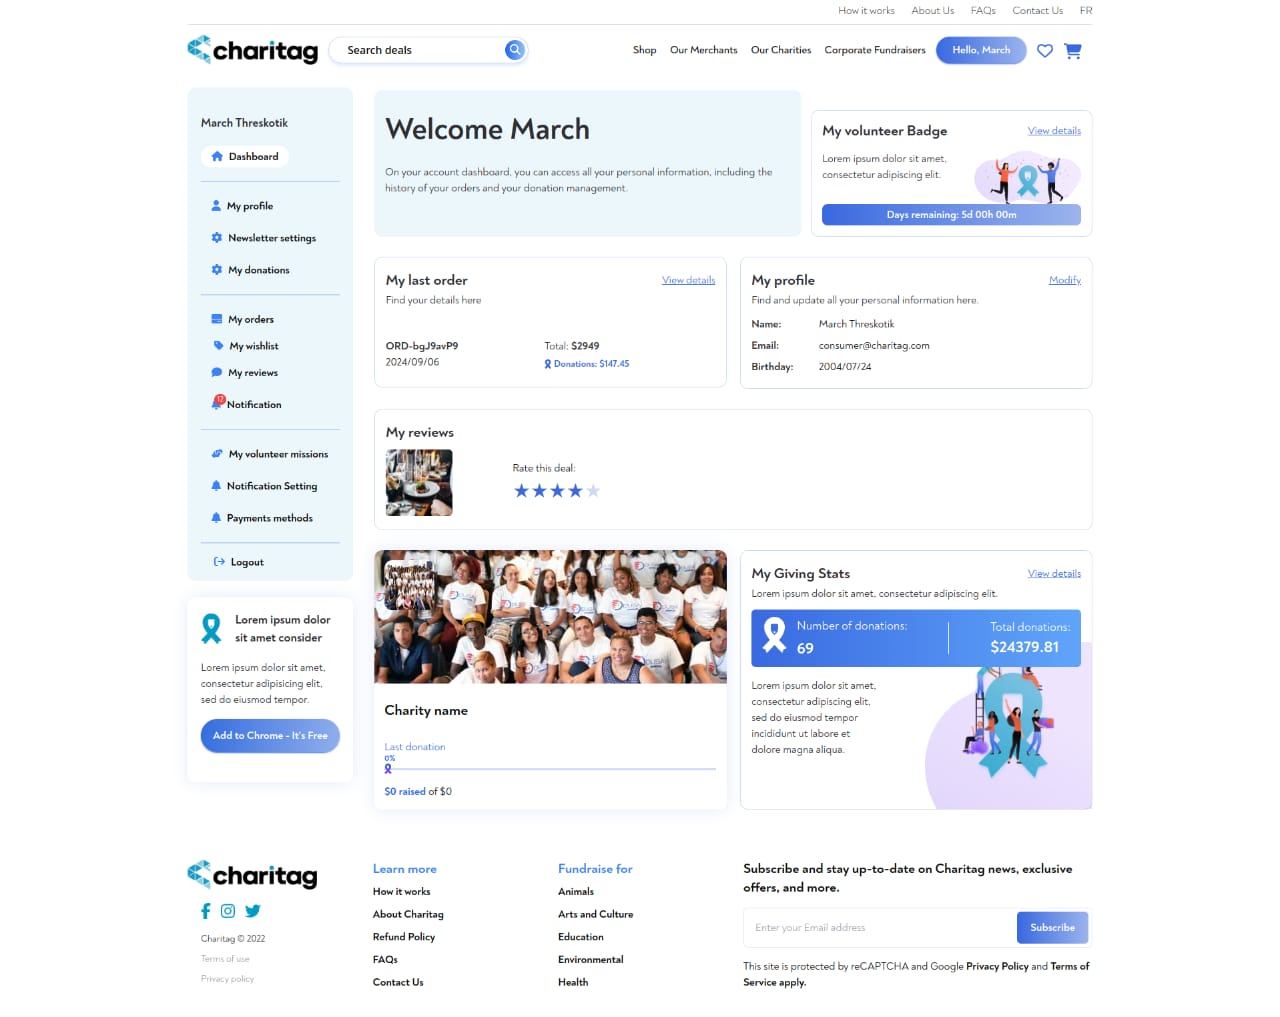 How it works About Us FAQs Contact Us FR
charitag
Search deals
Shop Our Merchants Our Charities Corporate Fundraisers Hello, March
March Threskotik
Dashboard
My profile
Newsletter settings
My donations
My orders
My wishlist
My reviews
12
Notification
My volunteer missions
Notification Setting
Payments methods
Logout
Lorem ipsum dolor
sit amet consider
Lorem ipsum dolor sit amet,
consectetur adipisicing elit,
sed do eiusmod tempor.
Add to Chrome - It's Free
Welcome March
On your account dashboard, you can access all your personal information, including the
history of your orders and your donation management.
My volunteer Badge View details
Lorem ipsum dolor sit amet,
consectetur adipiscing elit.
Days remaining: 5d 00h 00m
My last order View details
Find your details here
ORD-bgJ9avP9 Total: $2949
2024/09/06 Donations: $147.45
My profile Modify
Find and update all your personal information here.
Name: March Threskotik
Email: consumer@charitag.com
Birthday: 2004/07/24
My reviews
Rate this deal:
Charity name
Last donation
0%
$0 raised of $0
My Giving Stats View details
Lorem ipsum dolor sit amet, consectetur adipiscing elit.
Number of donations: Total donations:
69 $24379.81
Lorem ipsum dolor sit amet,
consectetur adipiscing elit,
sed do eiusmod tempor
incididunt ut labore et
dolore magna aliqua.
charitag
Charitag © 2022
Terms of use
Privacy policy
Learn more
How it works
About Charitag
Refund Policy
FAQs
Contact Us
Fundraise for
Animals
Arts and Culture
Education
Environmental
Health
Subscribe and stay up-to-date on Charitag news, exclusive
offers, and more.
Enter your Email address Subscribe
This site is protected by reCAPTCHA and Google Privacy Policy and Terms of
Service apply.